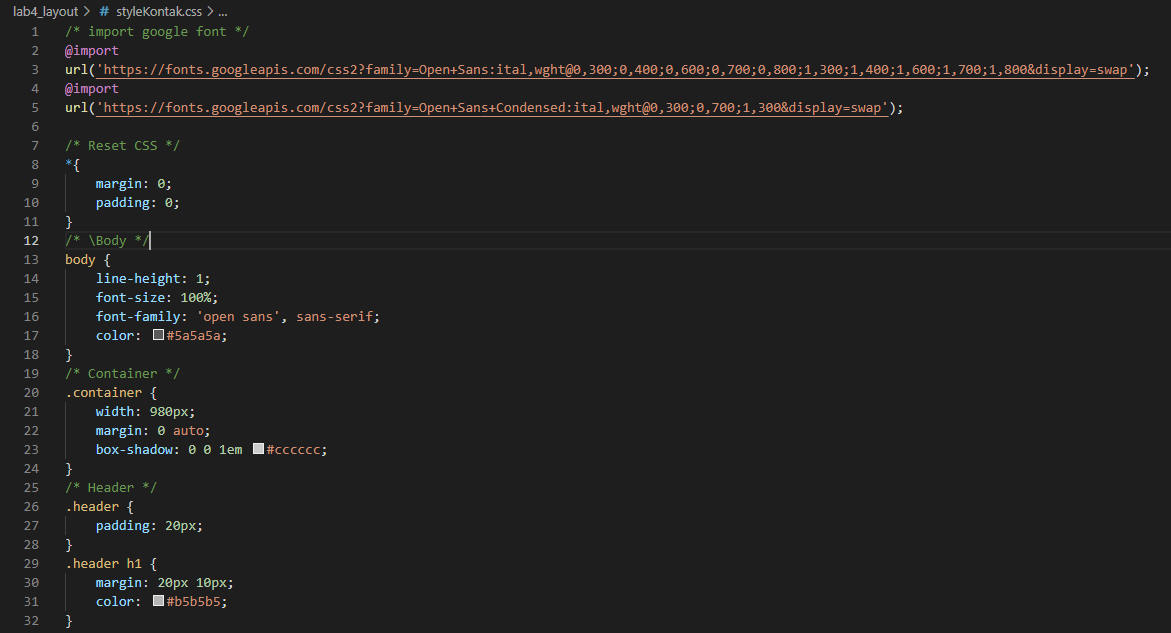 lab4_layout > # styleKontak.css > ...
1 /* import google font */
2 @import
3 url('https://fonts.googleapis.com/css2?family=Open+Sans:ital,wght@0,300;0,400;0,600;0,700;0,800;1,300;1,400;1,600;1,700;1,800&display=swap');
4 @import
5 url('https://fonts.googleapis.com/css2?family=Open+Sans+Condensed:ital,wght@0,300;0,700;1,300&display=swap');
6
7 /* Reset CSS */
8 *{
9     margin: 0;
10     padding: 0;
11 }
12 /* \Body */
13 body {
14     line-height: 1;
15     font-size: 100%;
16     font-family: 'open sans', sans-serif;
17     color: #5a5a5a;
18 }
19 /* Container */
20 .container {
21     width: 980px;
22     margin: 0 auto;
23     box-shadow: 0 0 1em #cccccc;
24 }
25 /* Header */
26 .header {
27     padding: 20px;
28 }
29 .header h1 {
30     margin: 20px 10px;
31     color: #b5b5b5;
32 }